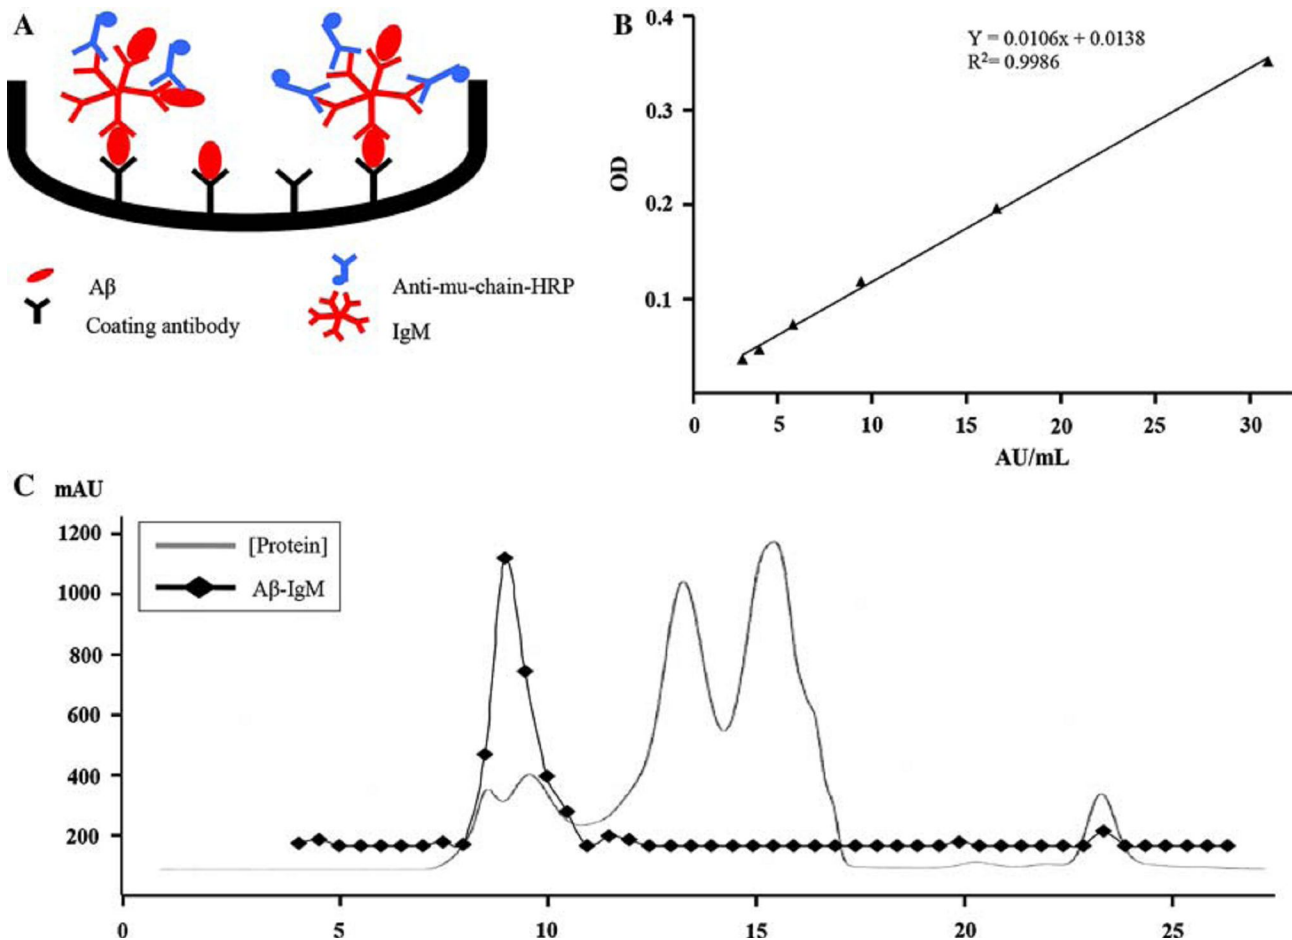 A
Aβ
Coating antibody
Anti-mu-chain-HRP
IgM
B
Y = 0.0106x + 0.0138
R²= 0.9986
OD
0.4
0.3
0.2
0.1
0 5 10 15 20 25 30
AU/mL
C mAU
[Protein]
Aβ-IgM
1200
1000
800
600
400
200
0 5 10 15 20 25